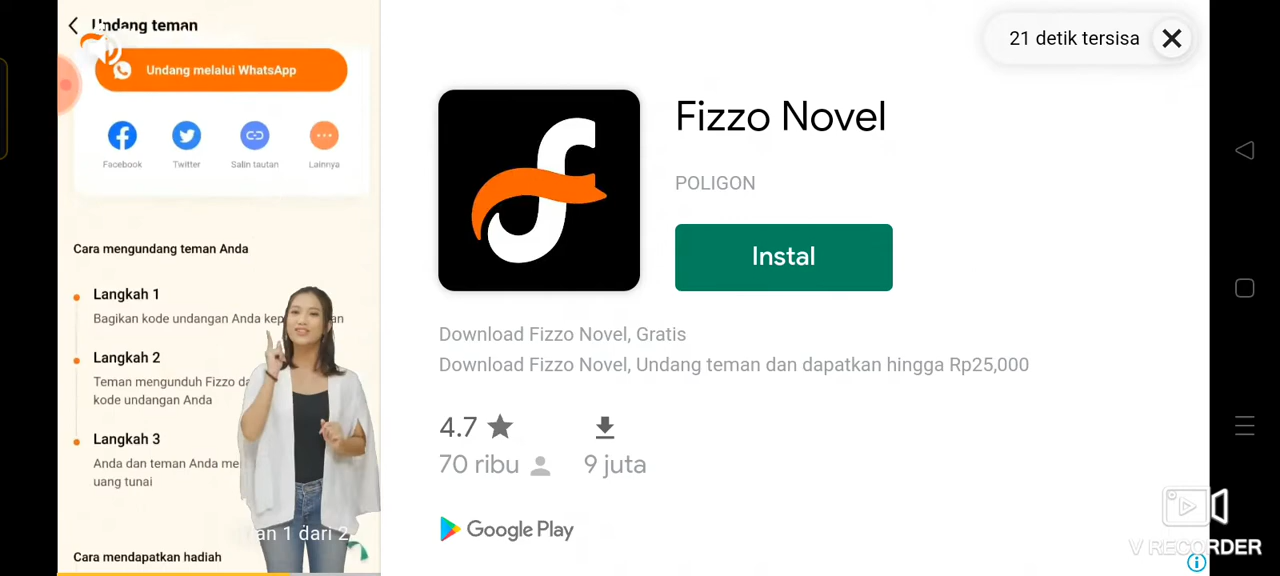 Undang teman
Undang melalui WhatsApp
Facebook
Twitter
Salin tautan
Lainnya
Cara mengundang teman Anda
Langkah 1
Bagikan kode undangan Anda
Langkah 2
Teman mengunduh Fizzo
kode undangan Anda
Langkah 3
Anda dan teman Anda
uang tunai
1 dari 2
Cara mendapatkan hadiah
21 detik tersisa
Fizzo Novel
POLIGON
Instal
Download Fizzo Novel, Gratis
Download Fizzo Novel, Undang teman dan dapatkan hingga Rp25,000
4.7
70 ribu
9 juta
Google Play
V RECORDER